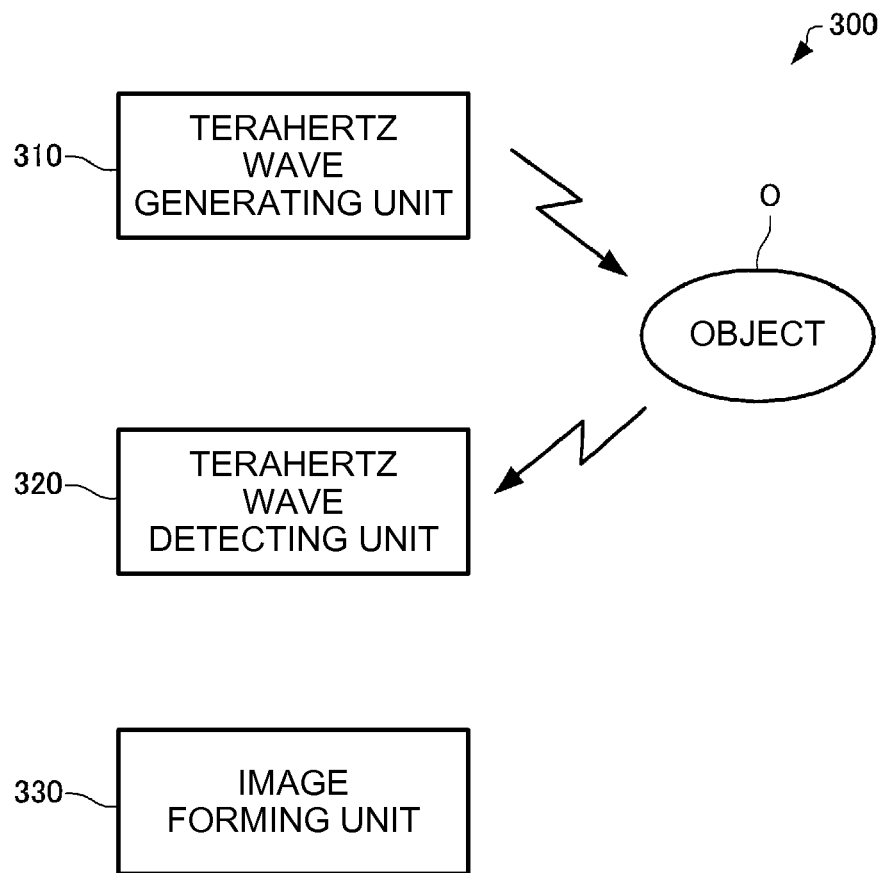 300
310
TERAHERTZ
WAVE
GENERATING UNIT
O
OBJECT
320
TERAHERTZ
WAVE
DETECTING UNIT
330
IMAGE
FORMING UNIT